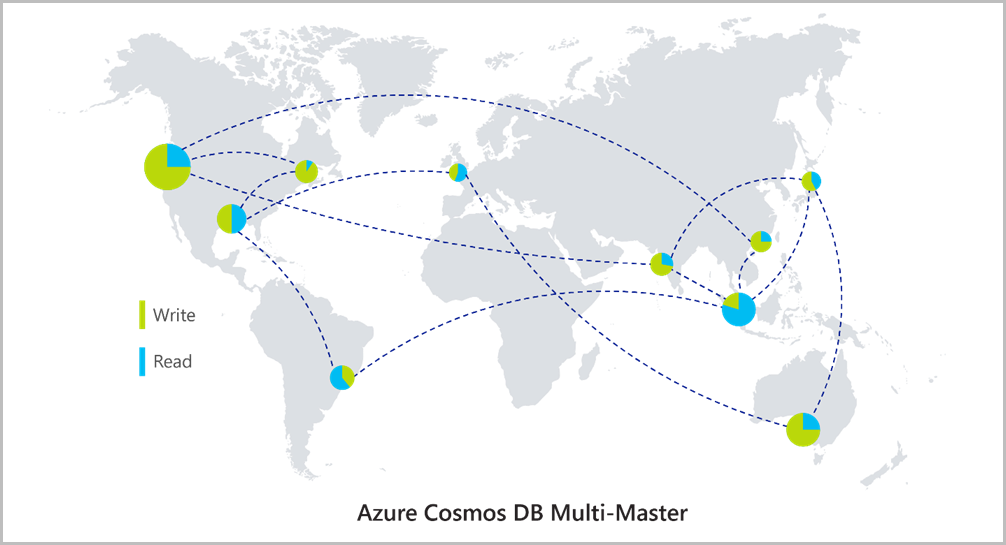 Write
Read
Azure Cosmos DB Multi-Master